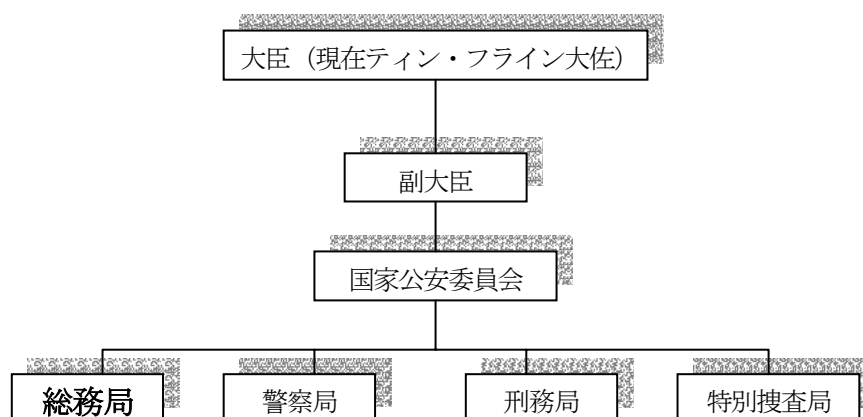 大臣（現在ティン・フライン大佐）
副大臣
国家公安委員会
総務局
警察局
刑務局
特別捜査局